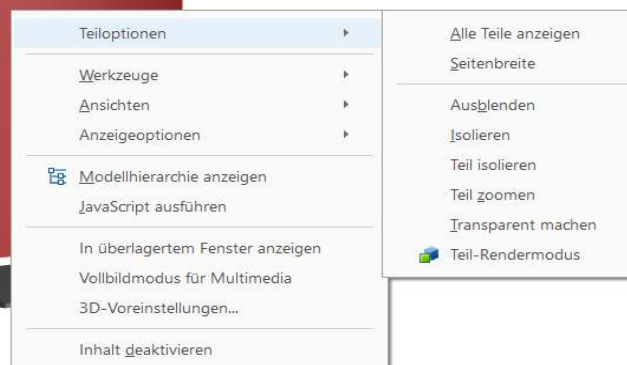 Teiloptionen
Werkzeuge
Ansichten
Anzeigeoptionen
Modellhierarchie anzeigen
JavaScript ausführen
In überlagertem Fenster anzeigen
Vollbildmodus für Multimedia
3D-Voreinstellungen...
Inhalt deaktivieren
Alle Teile anzeigen
Seitenbreite
Ausblenden
Isolieren
Teil isolieren
Teil zoomen
Transparent machen
Teil-Rendermodus